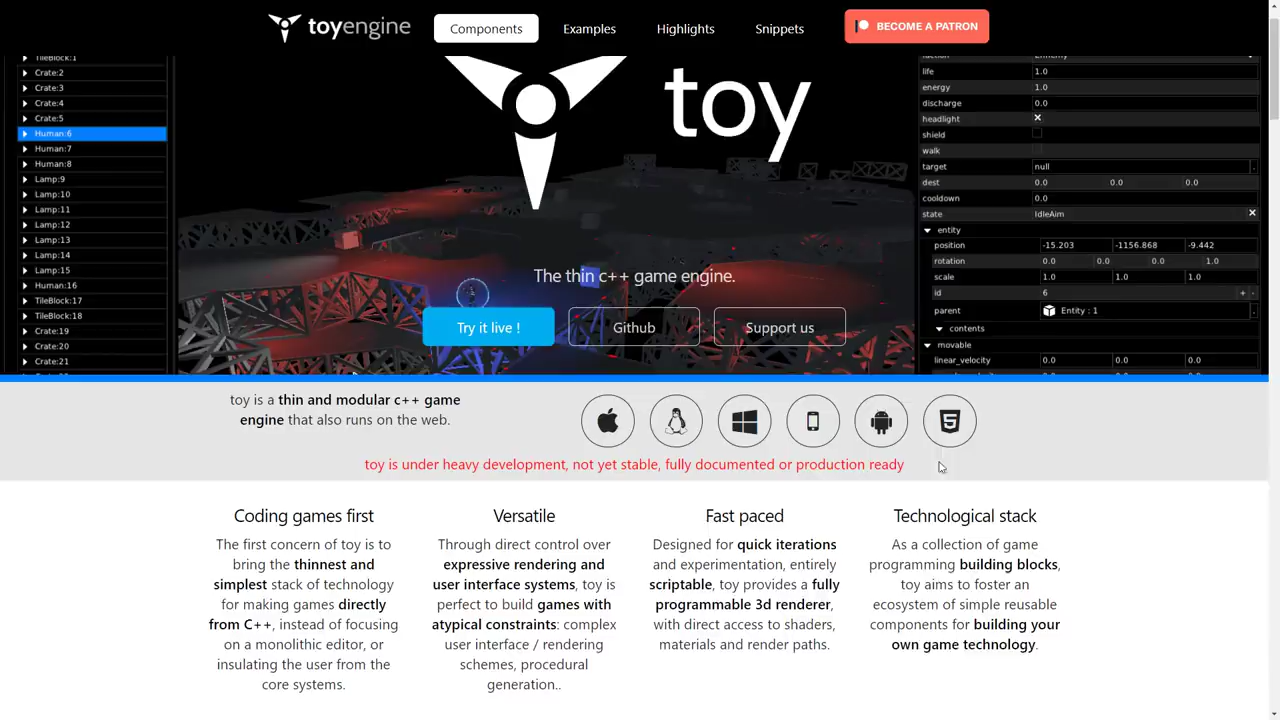 toyengine
Components
Examples
Highlights
Snippets
BECOME A PATRON
TileBlock:1
Crate:2
Crate:3
Crate:4
Crate:5
Human:6
Human:7
Human:8
Lamp:9
Lamp:10
Lamp:11
Lamp:12
Lamp:13
Lamp:14
Lamp:15
Human:16
TileBlock:17
TileBlock:18
Crate:19
Crate:20
Crate:21
toy
The thin c++ game engine.
Try it live !
Github
Support us
life 1.0
energy 1.0
discharge 0.0
headlight
shield
walk
target null
dest 0.0 0.0 0.0
cooldown 0.0
state IdleAim
entity
position -15.203 -1156.868 -9.442
rotation 0.0 0.0 0.0 1.0
scale 1.0 1.0 1.0
id 6 + -
parent Entity : 1
contents
movable
linear_velocity 0.0 0.0 0.0
toy is a thin and modular c++ game
engine that also runs on the web.
toy is under heavy development, not yet stable, fully documented or production ready
Coding games first
The first concern of toy is to
bring the thinnest and
simplest stack of technology
for making games directly
from C++, instead of focusing
on a monolithic editor, or
insulating the user from the
core systems.
Versatile
Through direct control over
expressive rendering and
user interface systems, toy is
perfect to build games with
atypical constraints: complex
user interface / rendering
schemes, procedural
generation..
Fast paced
Designed for quick iterations
and experimentation, entirely
scriptable, toy provides a fully
programmable 3d renderer,
with direct access to shaders,
materials and render paths.
Technological stack
As a collection of game
programming building blocks,
toy aims to foster an
ecosystem of simple reusable
components for building your
own game technology.